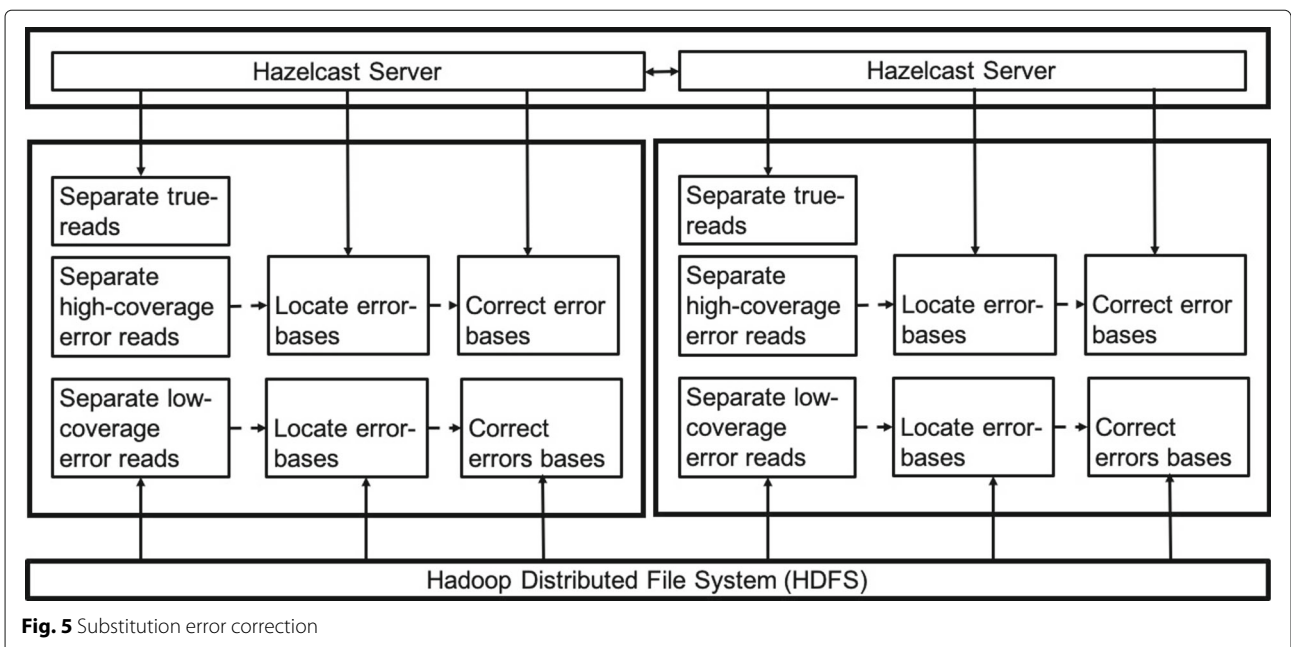 Hazelcast Server
Hazelcast Server
Separate true-
reads
Separate
high-coverage
error reads
Locate error-
bases
Correct error
bases
Separate low-
coverage
error reads
Locate error-
bases
Correct
errors bases
Separate true-
reads
Separate
high-coverage
error reads
Locate error-
bases
Correct error
bases
Separate low-
coverage
error reads
Locate error-
bases
Correct
errors bases
Hadoop Distributed File System (HDFS)
Fig. 5 Substitution error correction